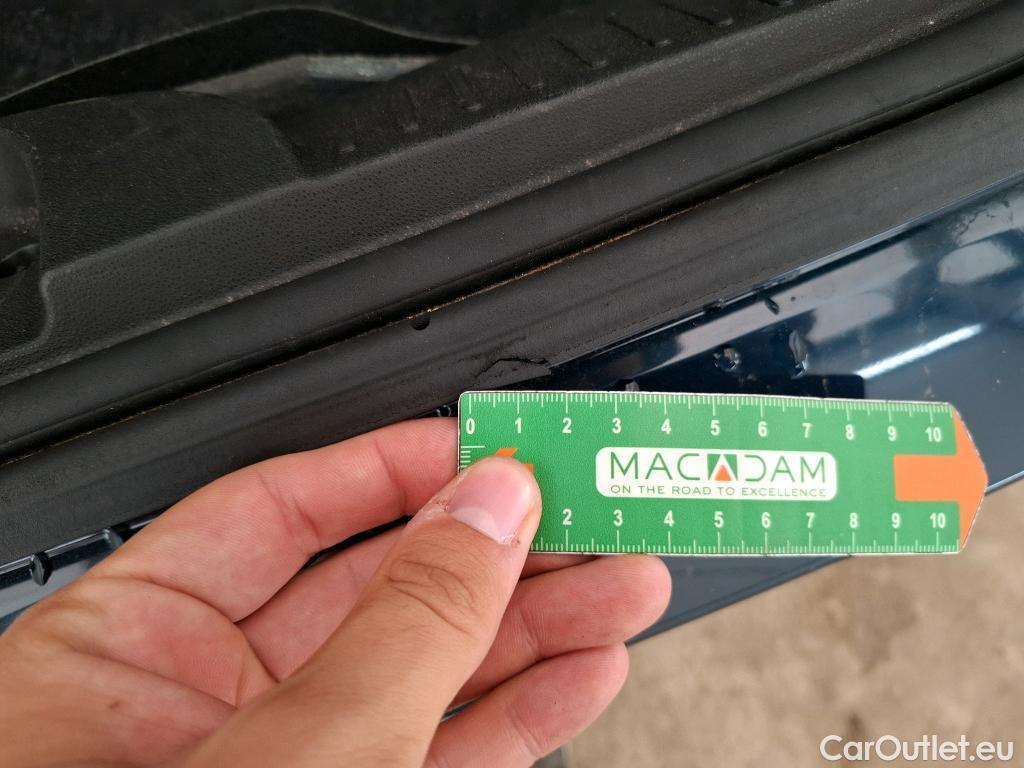 0 1 2 3 4 5 6 7 8 9 10
MACADAM
ON THE ROAD TO EXCELLENCE
2 3 4 5 6 7 8 9 10
CarOutlet.eu